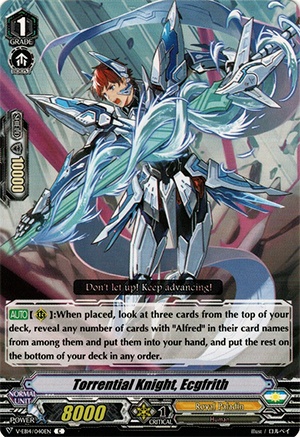 1
GRADE
BOOST
10000
Don't let up! Keep advancing!
AUTO [ ]:When placed, look at three cards from the top of your
deck, reveal any number of cards with "Alfred" in their card names
from among them and put them into your hand, and put the rest on
the bottom of your deck in any order.
Torrential Knight, Ecgfrith
NORMAL
UNIT
POWER 8000
1
CRITICAL
Royal Paladin
Human
V-EB14/040EN C